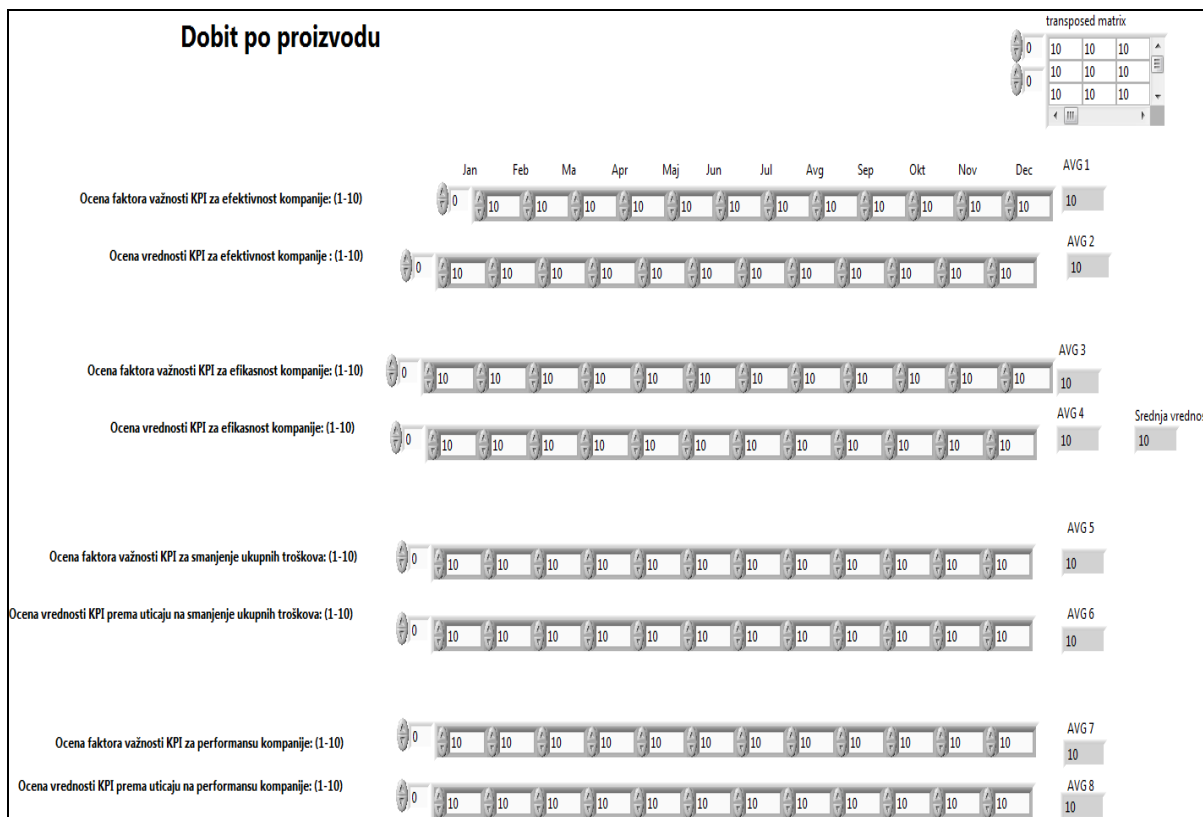 Dobit po proizvodu
transposed matrix
0 10 10 10
0 10 10 10
10 10 10
Jan Feb Ma Apr Maj Jun Jul Avg Sep Okt Nov Dec AVG 1
Ocena faktora važnosti KPI za efektivnost kompanije: (1-10) 0 10 10 10 10 10 10 10 10 10 10 10 10 10
AVG 2
Ocena vrednosti KPI za efektivnost kompanije : (1-10) 0 10 10 10 10 10 10 10 10 10 10 10 10 10
AVG 3
Ocena faktora važnosti KPI za efikasnost kompanije: (1-10) 0 10 10 10 10 10 10 10 10 10 10 10 10 10
AVG 4 Srednja vrednos
Ocena vrednosti KPI za efikasnost kompanije: (1-10) 0 10 10 10 10 10 10 10 10 10 10 10 10 10 10
AVG 5
Ocena faktora važnosti KPI za smanjenje ukupnih troškova: (1-10) 0 10 10 10 10 10 10 10 10 10 10 10 10 10
AVG 6
Ocena vrednosti KPI prema uticaju na smanjenje ukupnih troškova: (1-10) 0 10 10 10 10 10 10 10 10 10 10 10 10 10
AVG 7
Ocena faktora važnosti KPI za performansu kompanije: (1-10) 0 10 10 10 10 10 10 10 10 10 10 10 10 10
AVG 8
Ocena vrednosti KPI prema uticaju na performansu kompanije: (1-10) 0 10 10 10 10 10 10 10 10 10 10 10 10 10